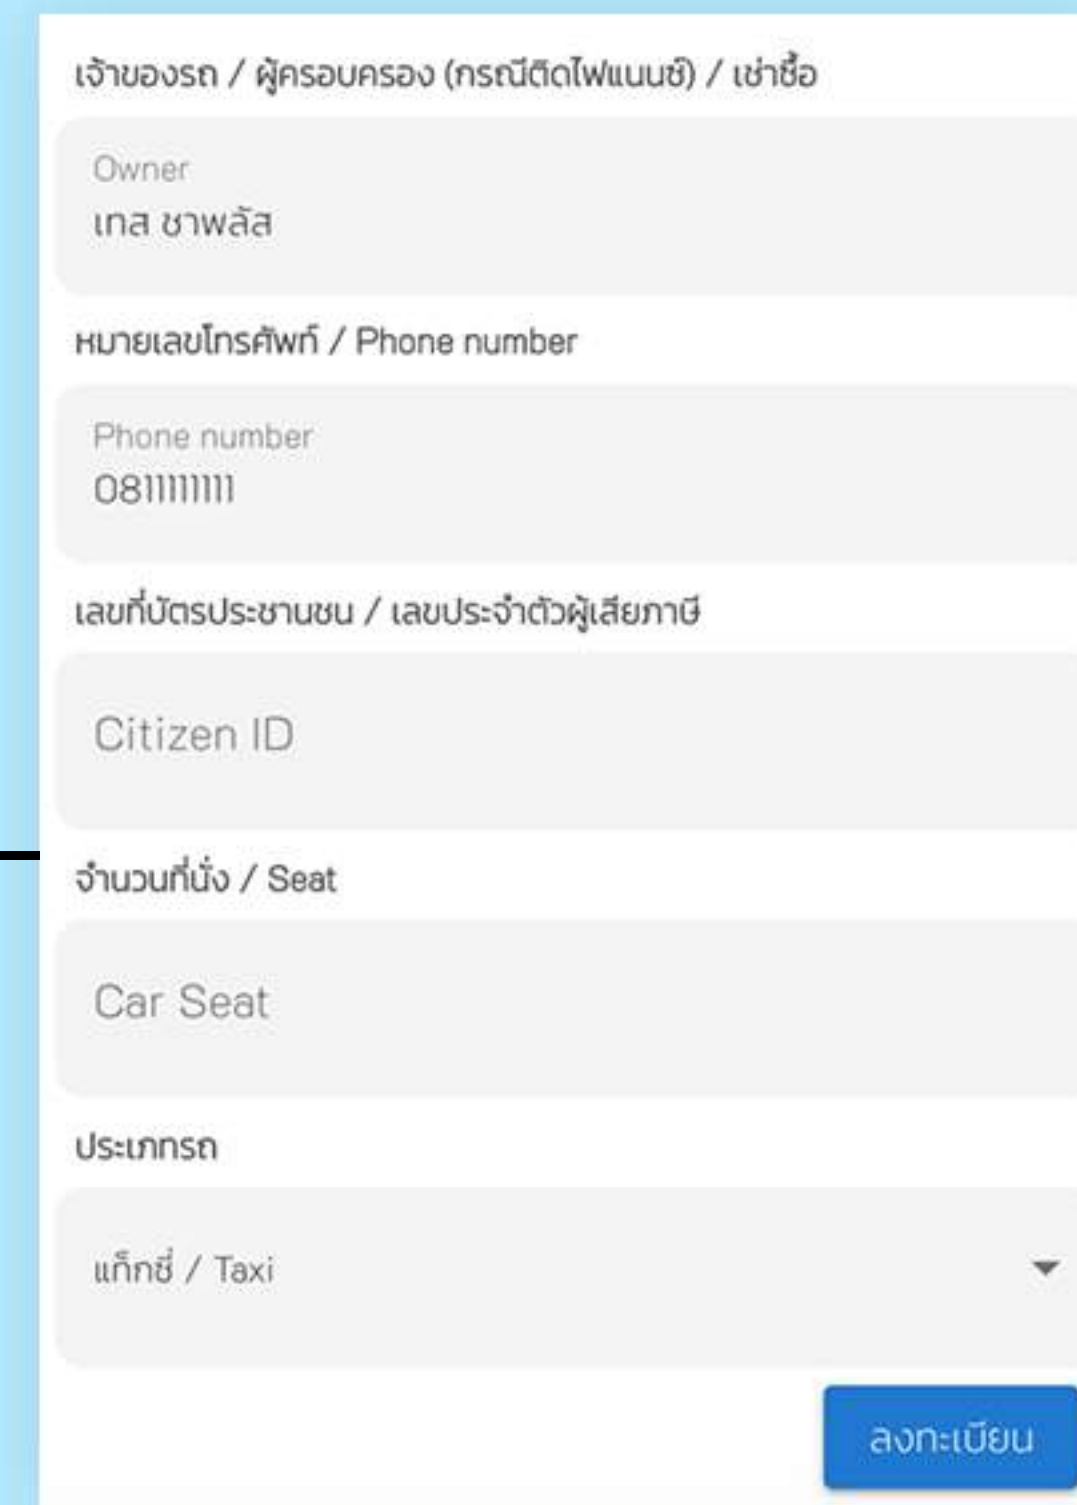 เจ้าของรถ / ผู้ครอบครอง (กรณีติดไฟแนนซ์) / เช่าซื้อ
Owner
เทส ชาพลัส
หมายเลขโทรศัพท์ / Phone number
Phone number
0811111111
เลขที่บัตรประชานชน / เลขประจำตัวผู้เสียภาษี
Citizen ID
จำนวนที่นั่ง / Seat
Car Seat
ประเภทรถ
แท็กซี่ / Taxi
ลงทะเบียน